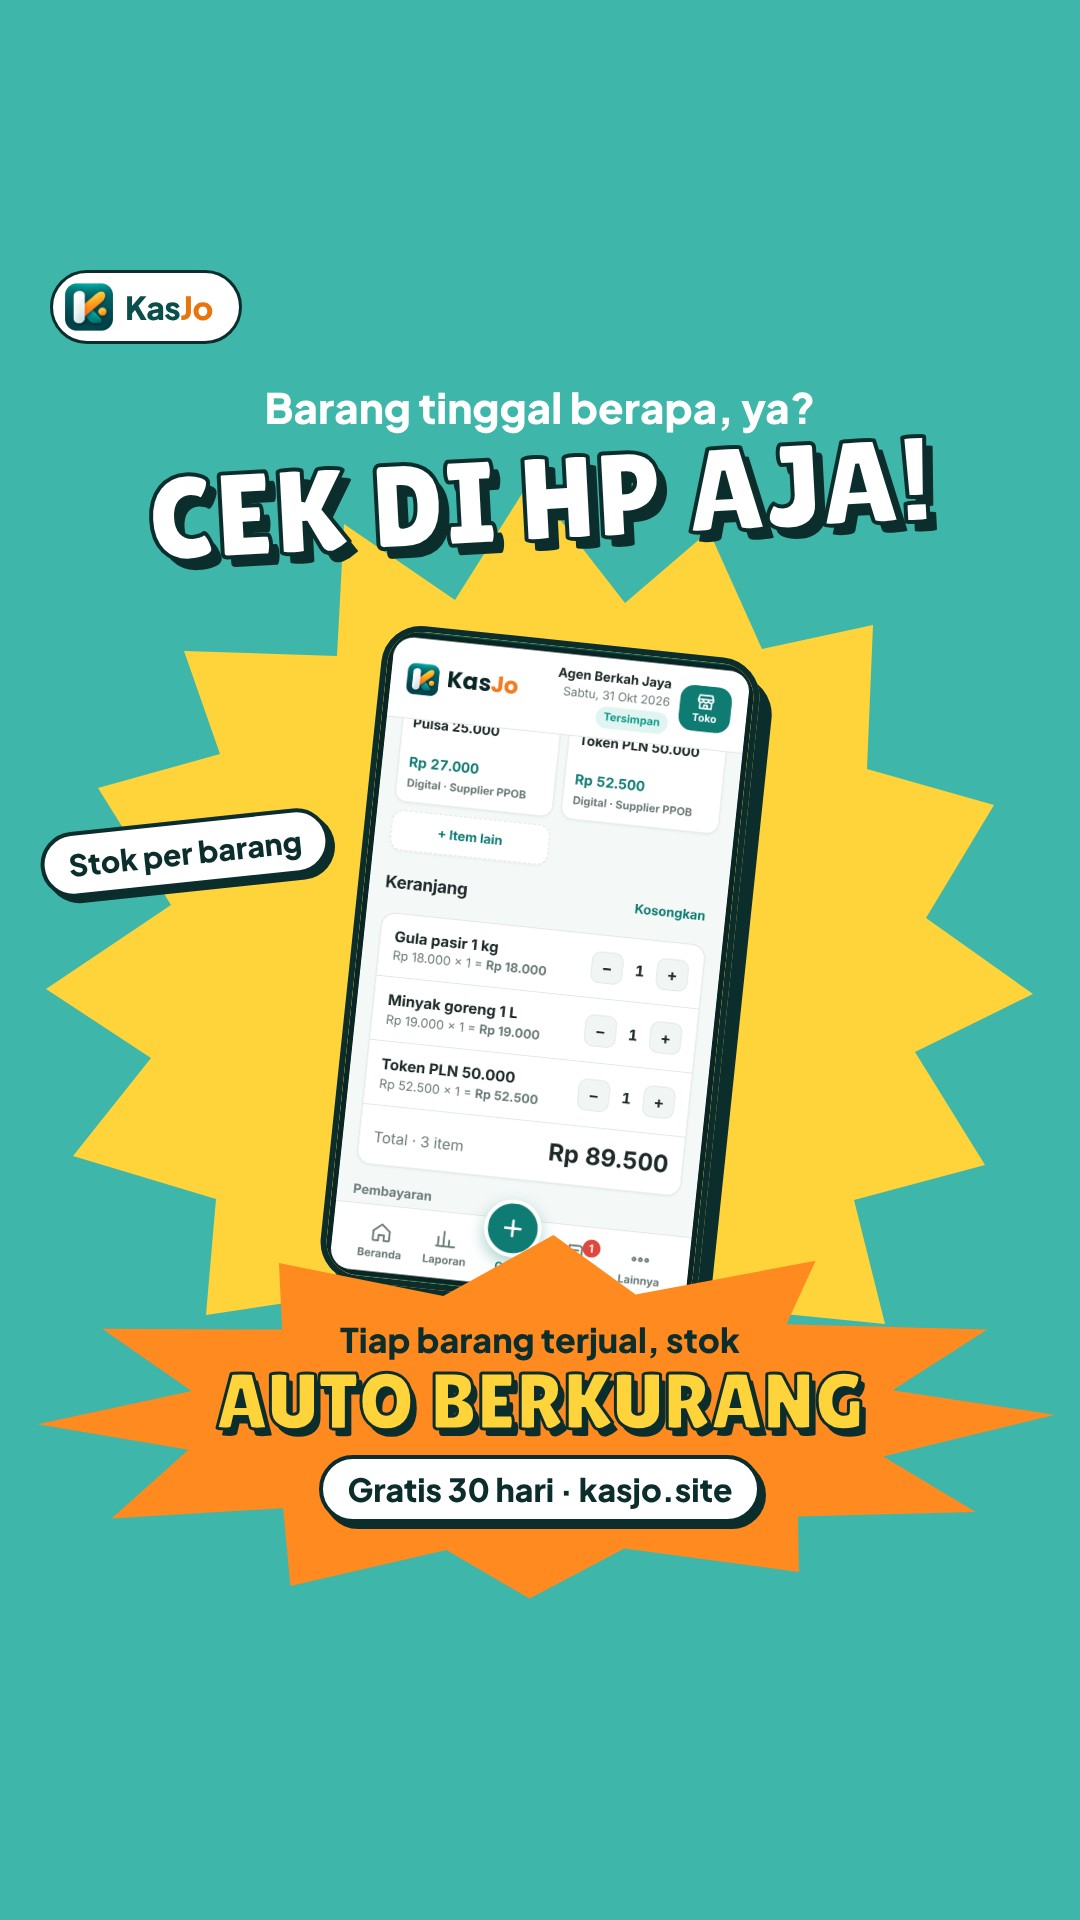 KasJo
Barang tinggal berapa, ya?
CEK DI HP AJA!
KasJo
Agen Berkah Jaya
Sabtu, 31 Okt 2026
Tersimpan
Toko
Pulsa 25.000
Rp 27.000
Digital · Supplier PPOB
Token PLN 50.000
Rp 52.500
Digital · Supplier PPOB
+ Item lain
Stok per barang
Keranjang
Kosongkan
Gula pasir 1 kg
Rp 18.000 × 1 = Rp 18.000
− 1 +
Minyak goreng 1 L
Rp 19.000 × 1 = Rp 19.000
− 1 +
Token PLN 50.000
Rp 52.500 × 1 = Rp 52.500
− 1 +
Total · 3 item
Rp 89.500
Pembayaran
Beranda
Laporan
+
1
Lainnya
Tiap barang terjual, stok
AUTO BERKURANG
Gratis 30 hari · kasjo.site